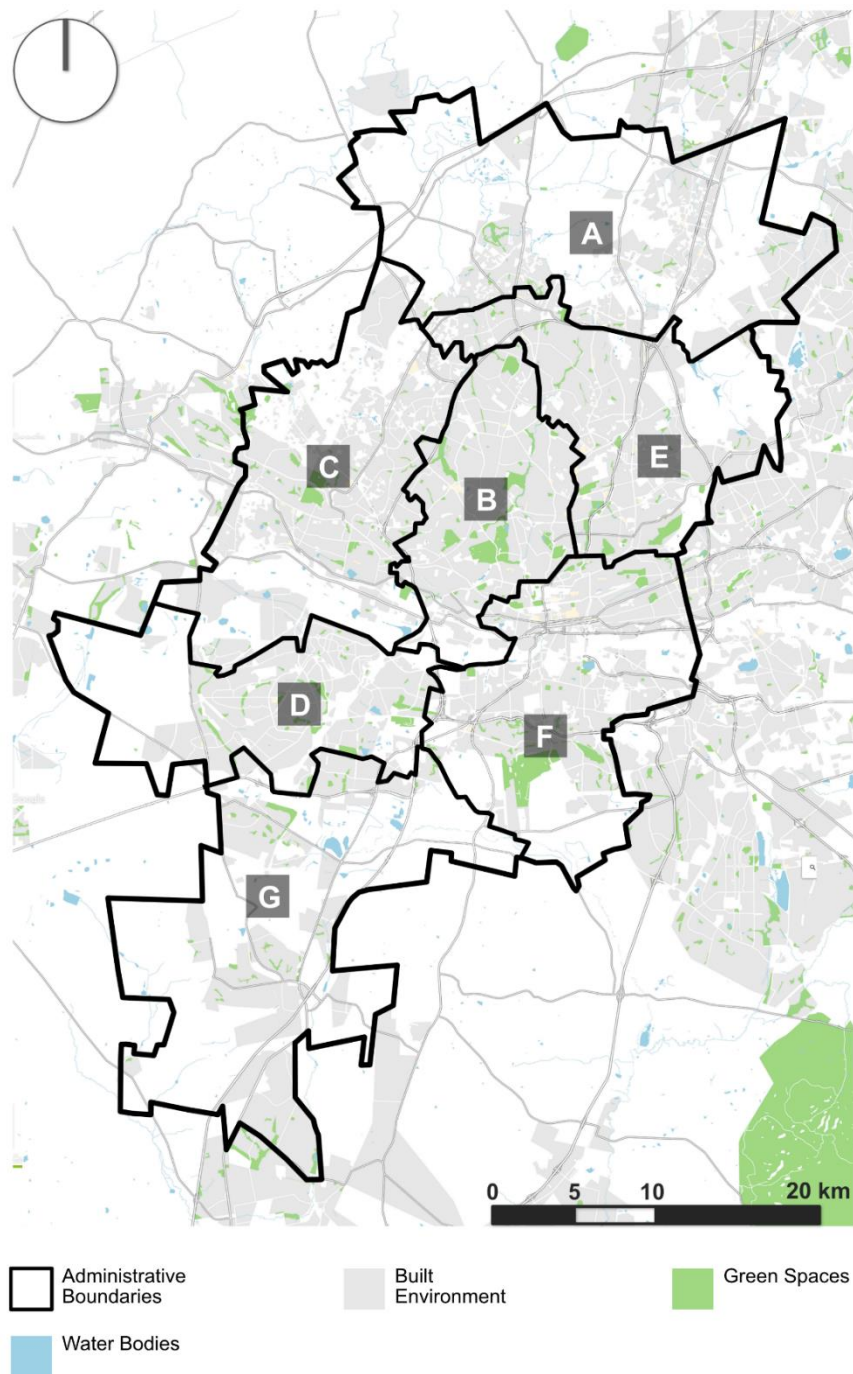 A
E
C
B
D
F
G
0 5 10 20 km
Administrative
Boundaries
Built
Environment
Green Spaces
Water Bodies